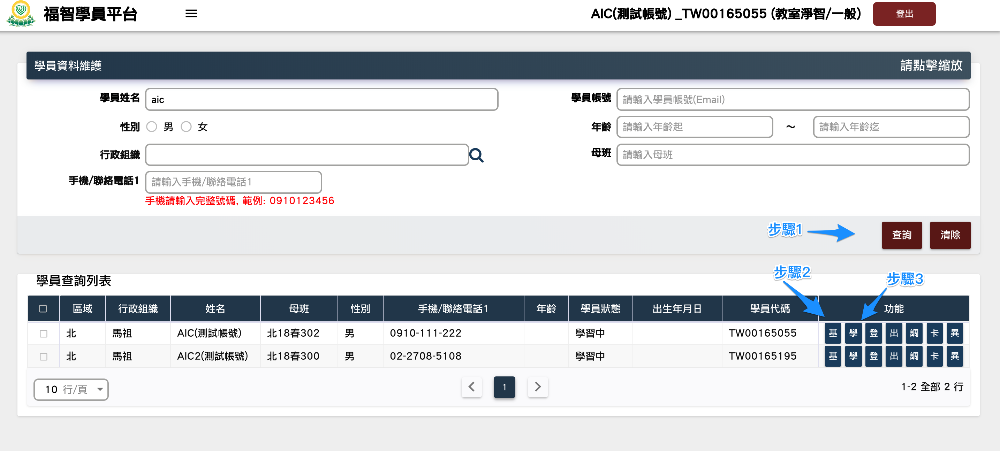 福智學員平台
AIC(測試帳號) _TW00165055 (教室淨智/一般)
登出
學員資料維護
請點擊縮放
學員姓名 aic
學員帳號 請輸入學員帳號(Email)
性別 男 女
年齡 請輸入年齡起 ~ 請輸入年齡迄
行政組織
母班 請輸入母班
手機/聯絡電話1 請輸入手機/聯絡電話1
手機請輸入完整號碼, 範例: 0910123456
步驟1 查詢 清除
步驟2
步驟3
學員查詢列表
區域 行政組織 姓名 母班 性別 手機/聯絡電話1 年齡 學員狀態 出生年月日 學員代碼 功能
北 馬祖 AIC(測試帳號) 北18春302 男 0910-111-222 學習中 TW00165055 基 學 登 出 調 卡 異
北 馬祖 AIC2(測試帳號) 北18春300 男 02-2708-5108 學習中 TW00165195 基 學 登 出 調 卡 異
10 行/頁 1 1-2 全部 2 行